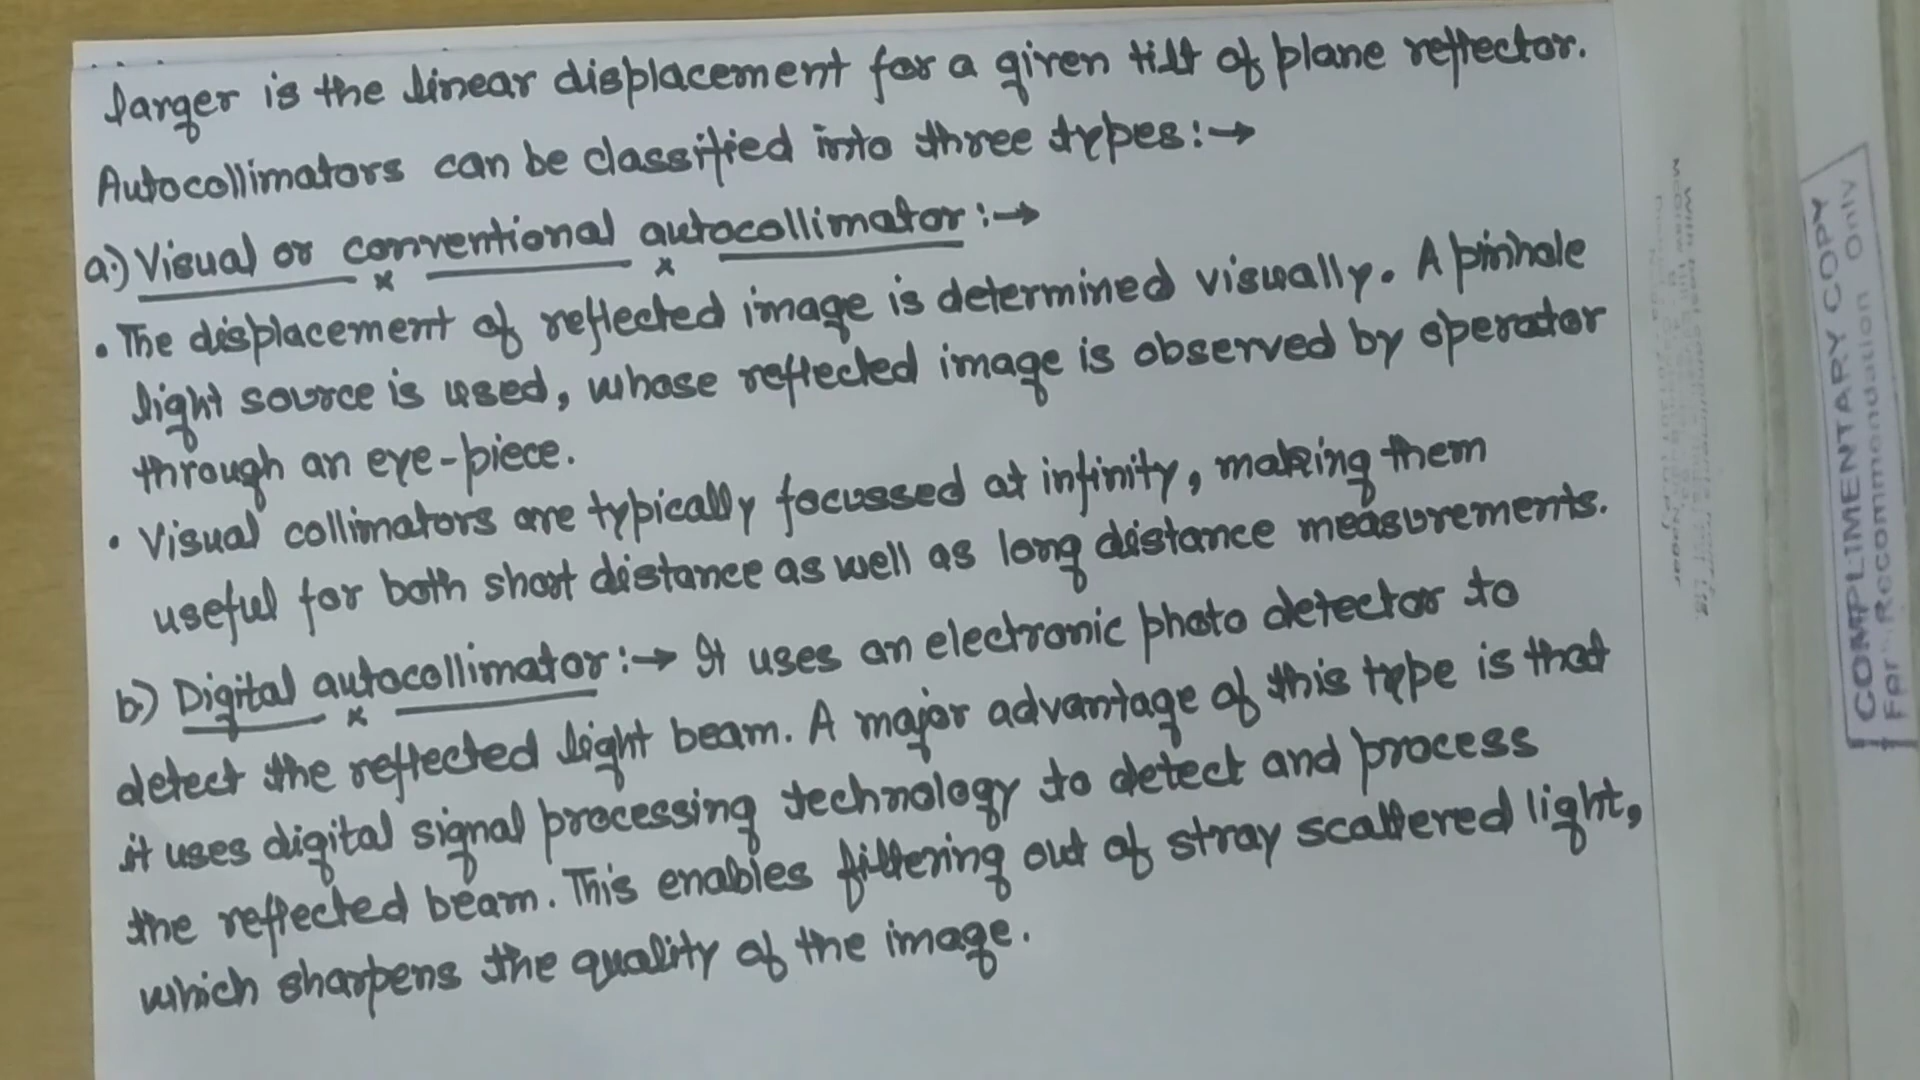 larger is the linear displacement for a given tilt of plane reflector.
Autocollimators can be classified into three types:→
a.) Visual or conventional autocollimator:→
• The displacement of reflected image is determined visually. A pinhole
light source is used, whose reflected image is observed by operator
through an eye-piece.
• Visual collimators are typically focussed at infinity, making them
useful for both short distance as well as long distance measurements.
b.) Digital autocollimator:→ It uses an electronic photo detector to
detect the reflected light beam. A major advantage of this type is that
it uses digital signal processing technology to detect and process
the reflected beam. This enables filtering out of stray scattered light,
which sharpens the quality of the image.
COMPLIMENTARY COPY
For Recommendation Only